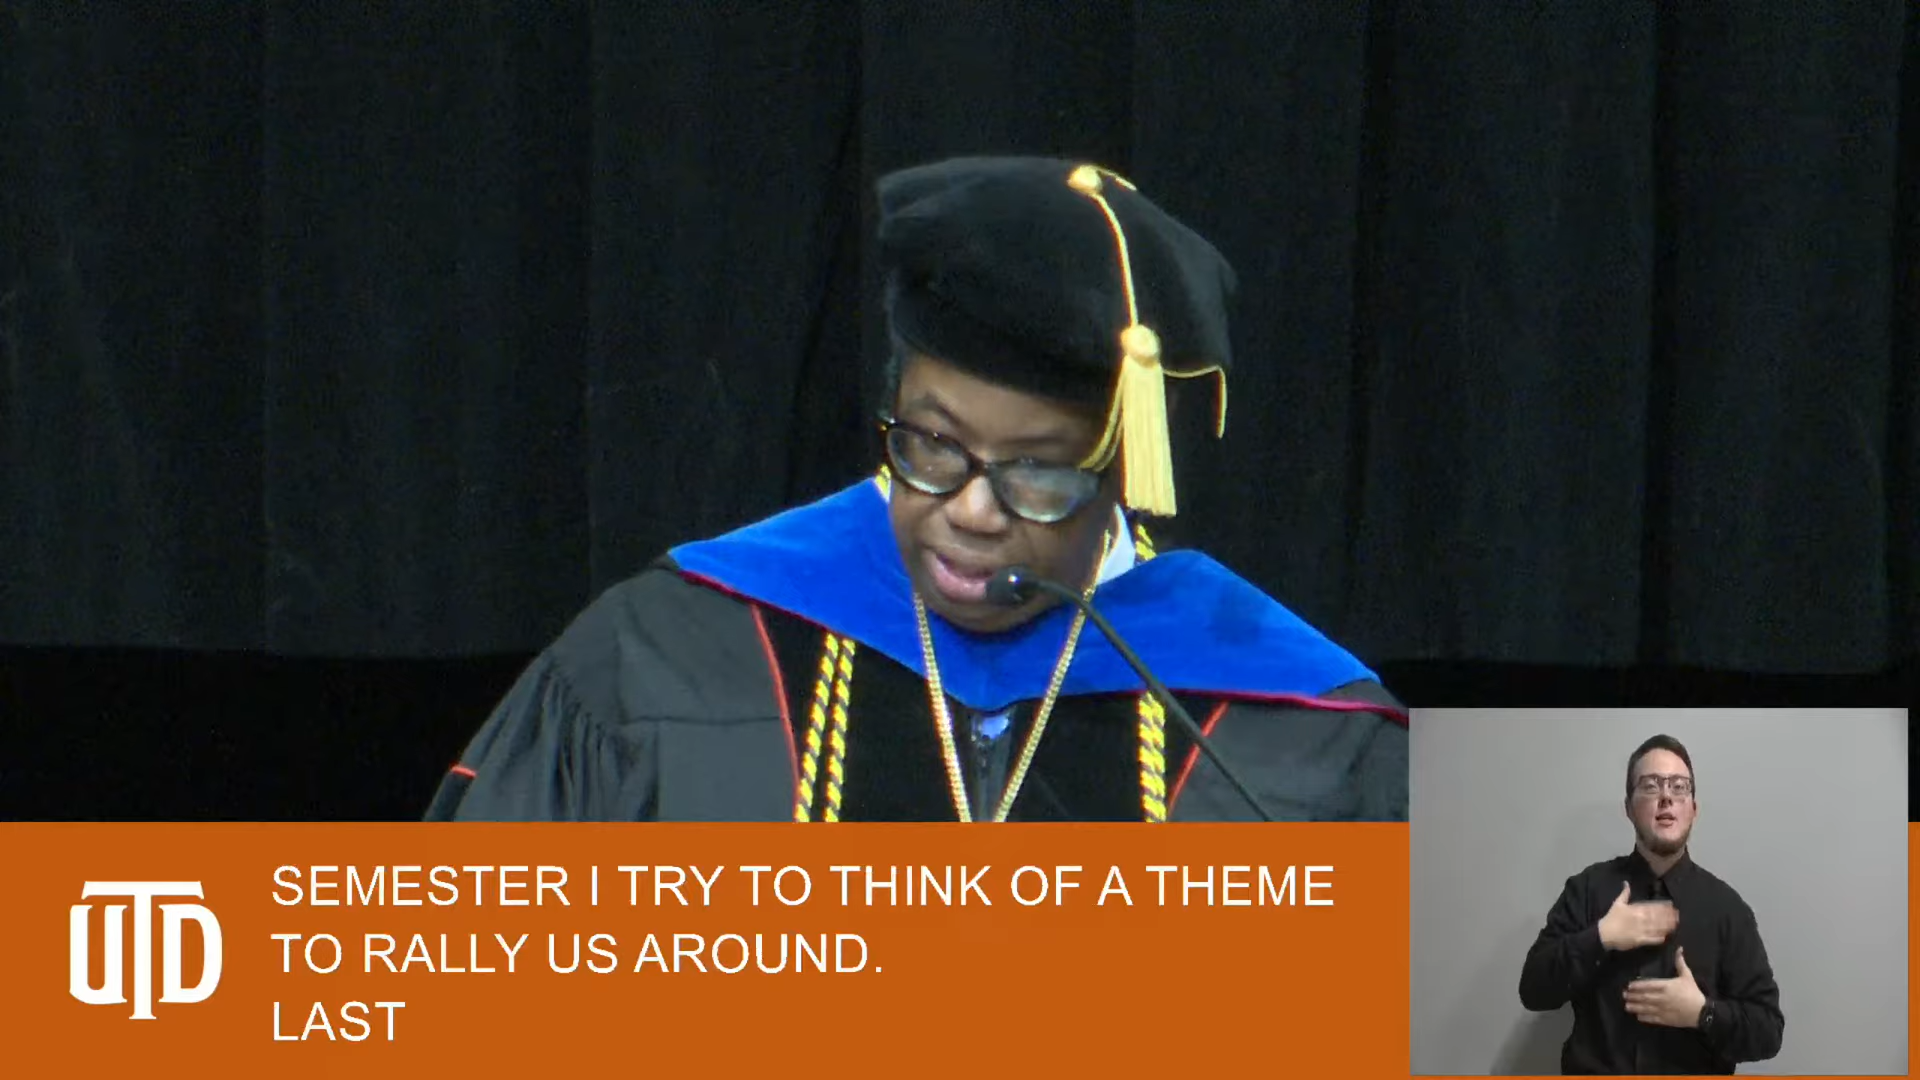 UTD
SEMESTER I TRY TO THINK OF A THEME
TO RALLY US AROUND.
LAST